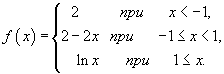 f(x) =
2 при x < −1,
2 − 2x при −1 ≤ x < 1,
ln x при 1 ≤ x.